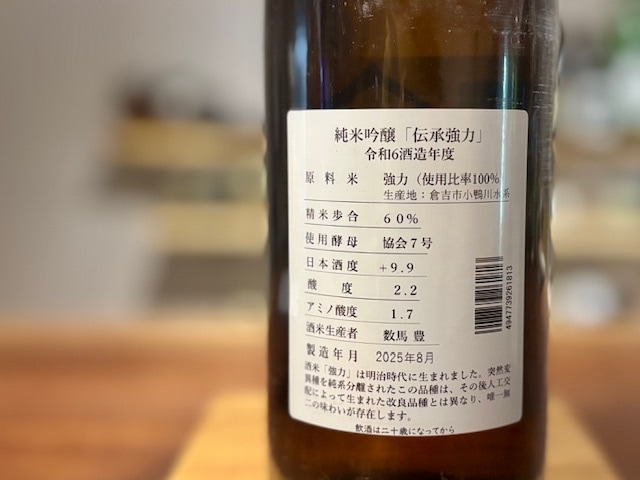 純米吟醸「伝承強力」
令和6酒造年度
原料米 強力（使用比率100%
生産地：倉吉市小鴨川水系
精米歩合 60%
使用酵母 協会7号
日本酒度 +9.9
酸度 2.2
アミノ酸度 1.7
酒米生産者 数馬 豊
製造年月 2025年8月
酒米「強力」は明治時代に生まれました。突然変
異種を純系分離されたこの品種は、その後人工交
配によって生まれた改良品種とは異なり、唯一無
二の味わいが存在します。
飲酒は二十歳になってから
4947739261813